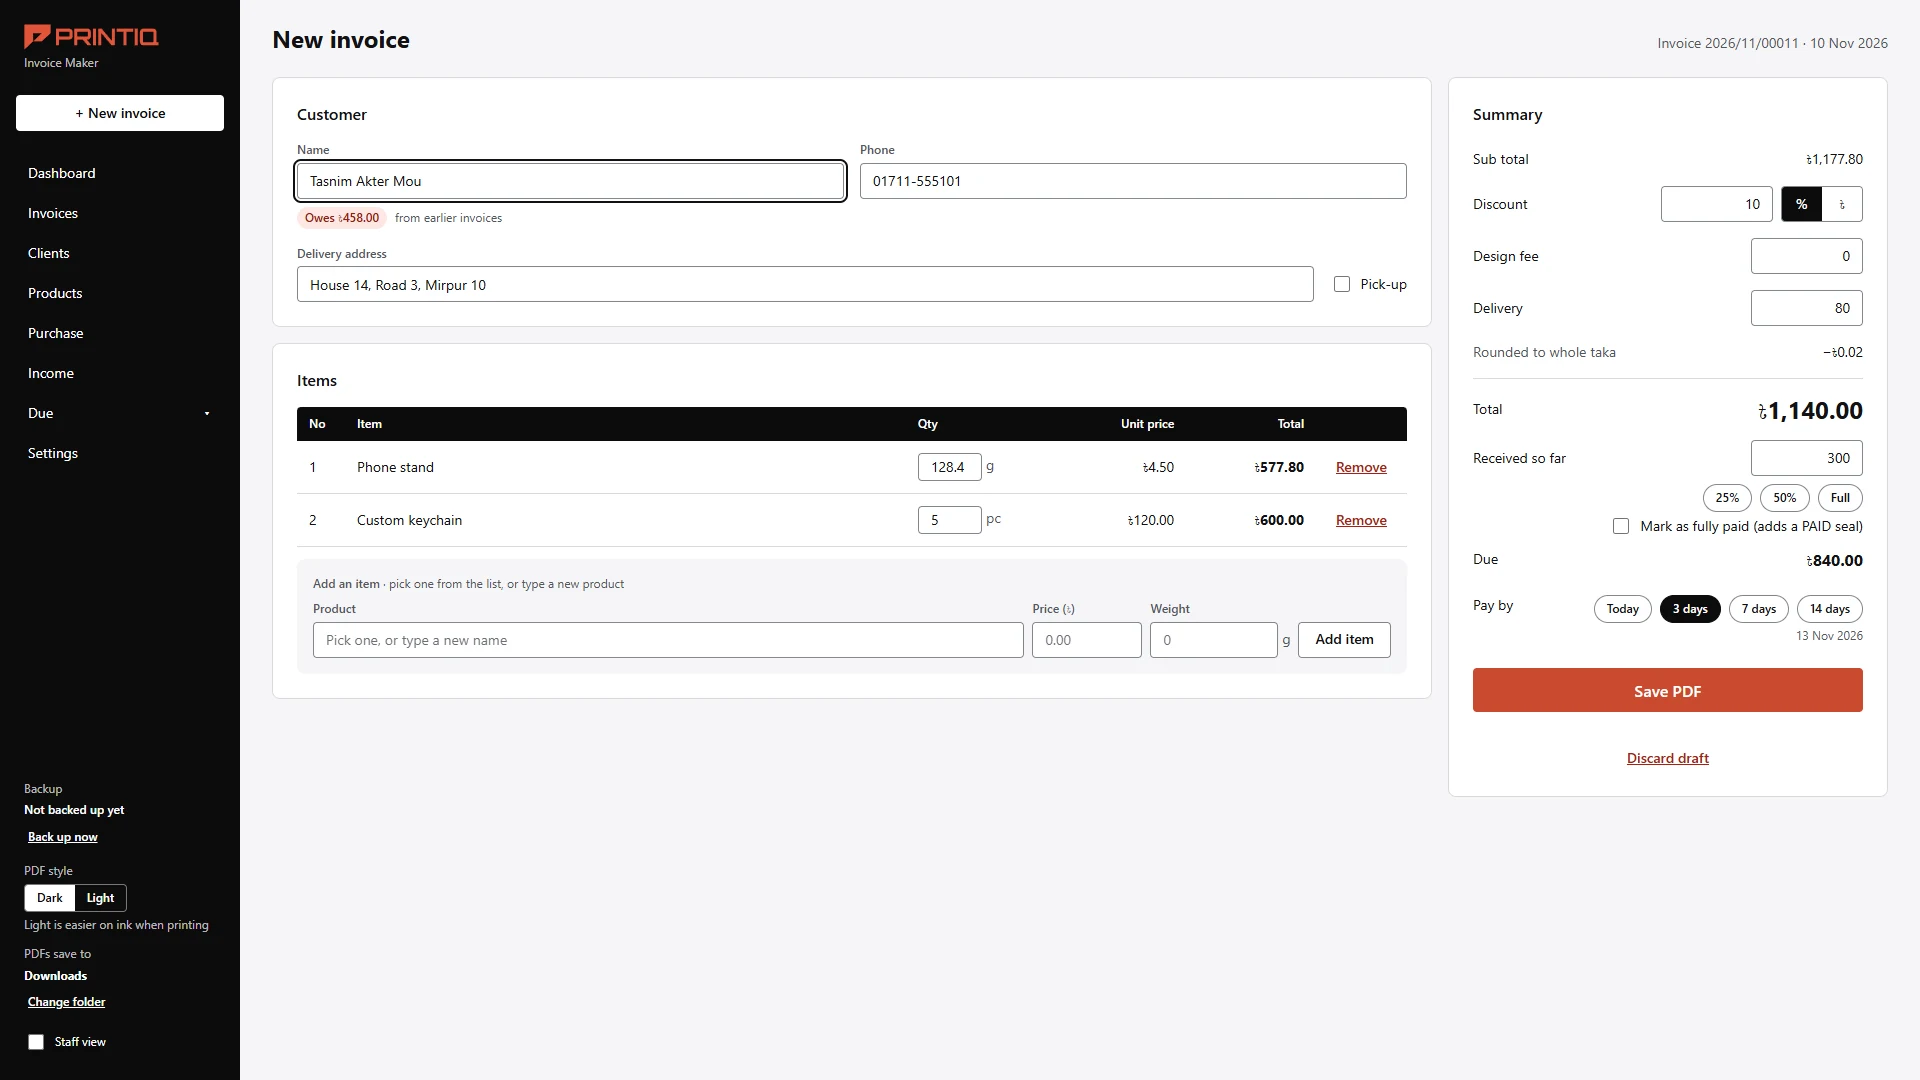 PRINTIQ
Invoice Maker
+ New invoice
Dashboard
Invoices
Clients
Products
Purchase
Income
Due
Settings
Backup
Not backed up yet
Back up now
PDF style
Dark Light
Light is easier on ink when printing
PDFs save to
Downloads
Change folder
Staff view
New invoice
Invoice 2026/11/00011 · 10 Nov 2026
Customer
Name
Tasnim Akter Mou
Phone
01711-555101
Owes ৳458.00 from earlier invoices
Delivery address
House 14, Road 3, Mirpur 10
Pick-up
Items
No Item Qty Unit price Total
1 Phone stand 128.4 g ৳4.50 ৳577.80 Remove
2 Custom keychain 5 pc ৳120.00 ৳600.00 Remove
Add an item · pick one from the list, or type a new product
Product Price (৳) Weight
Pick one, or type a new name 0.00 0 g Add item
Summary
Sub total ৳1,177.80
Discount 10 % ৳
Design fee 0
Delivery 80
Rounded to whole taka −৳0.02
Total ৳1,140.00
Received so far 300
25% 50% Full
Mark as fully paid (adds a PAID seal)
Due ৳840.00
Pay by Today 3 days 7 days 14 days
13 Nov 2026
Save PDF
Discard draft